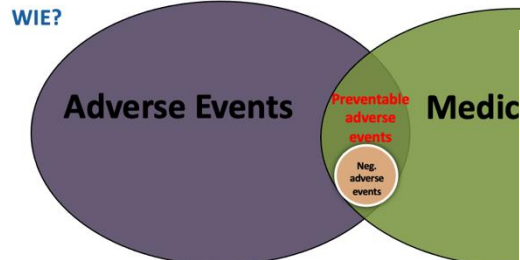 WIE?
Adverse Events
Preventable
adverse
events
Medic
Neg.
adverse
events